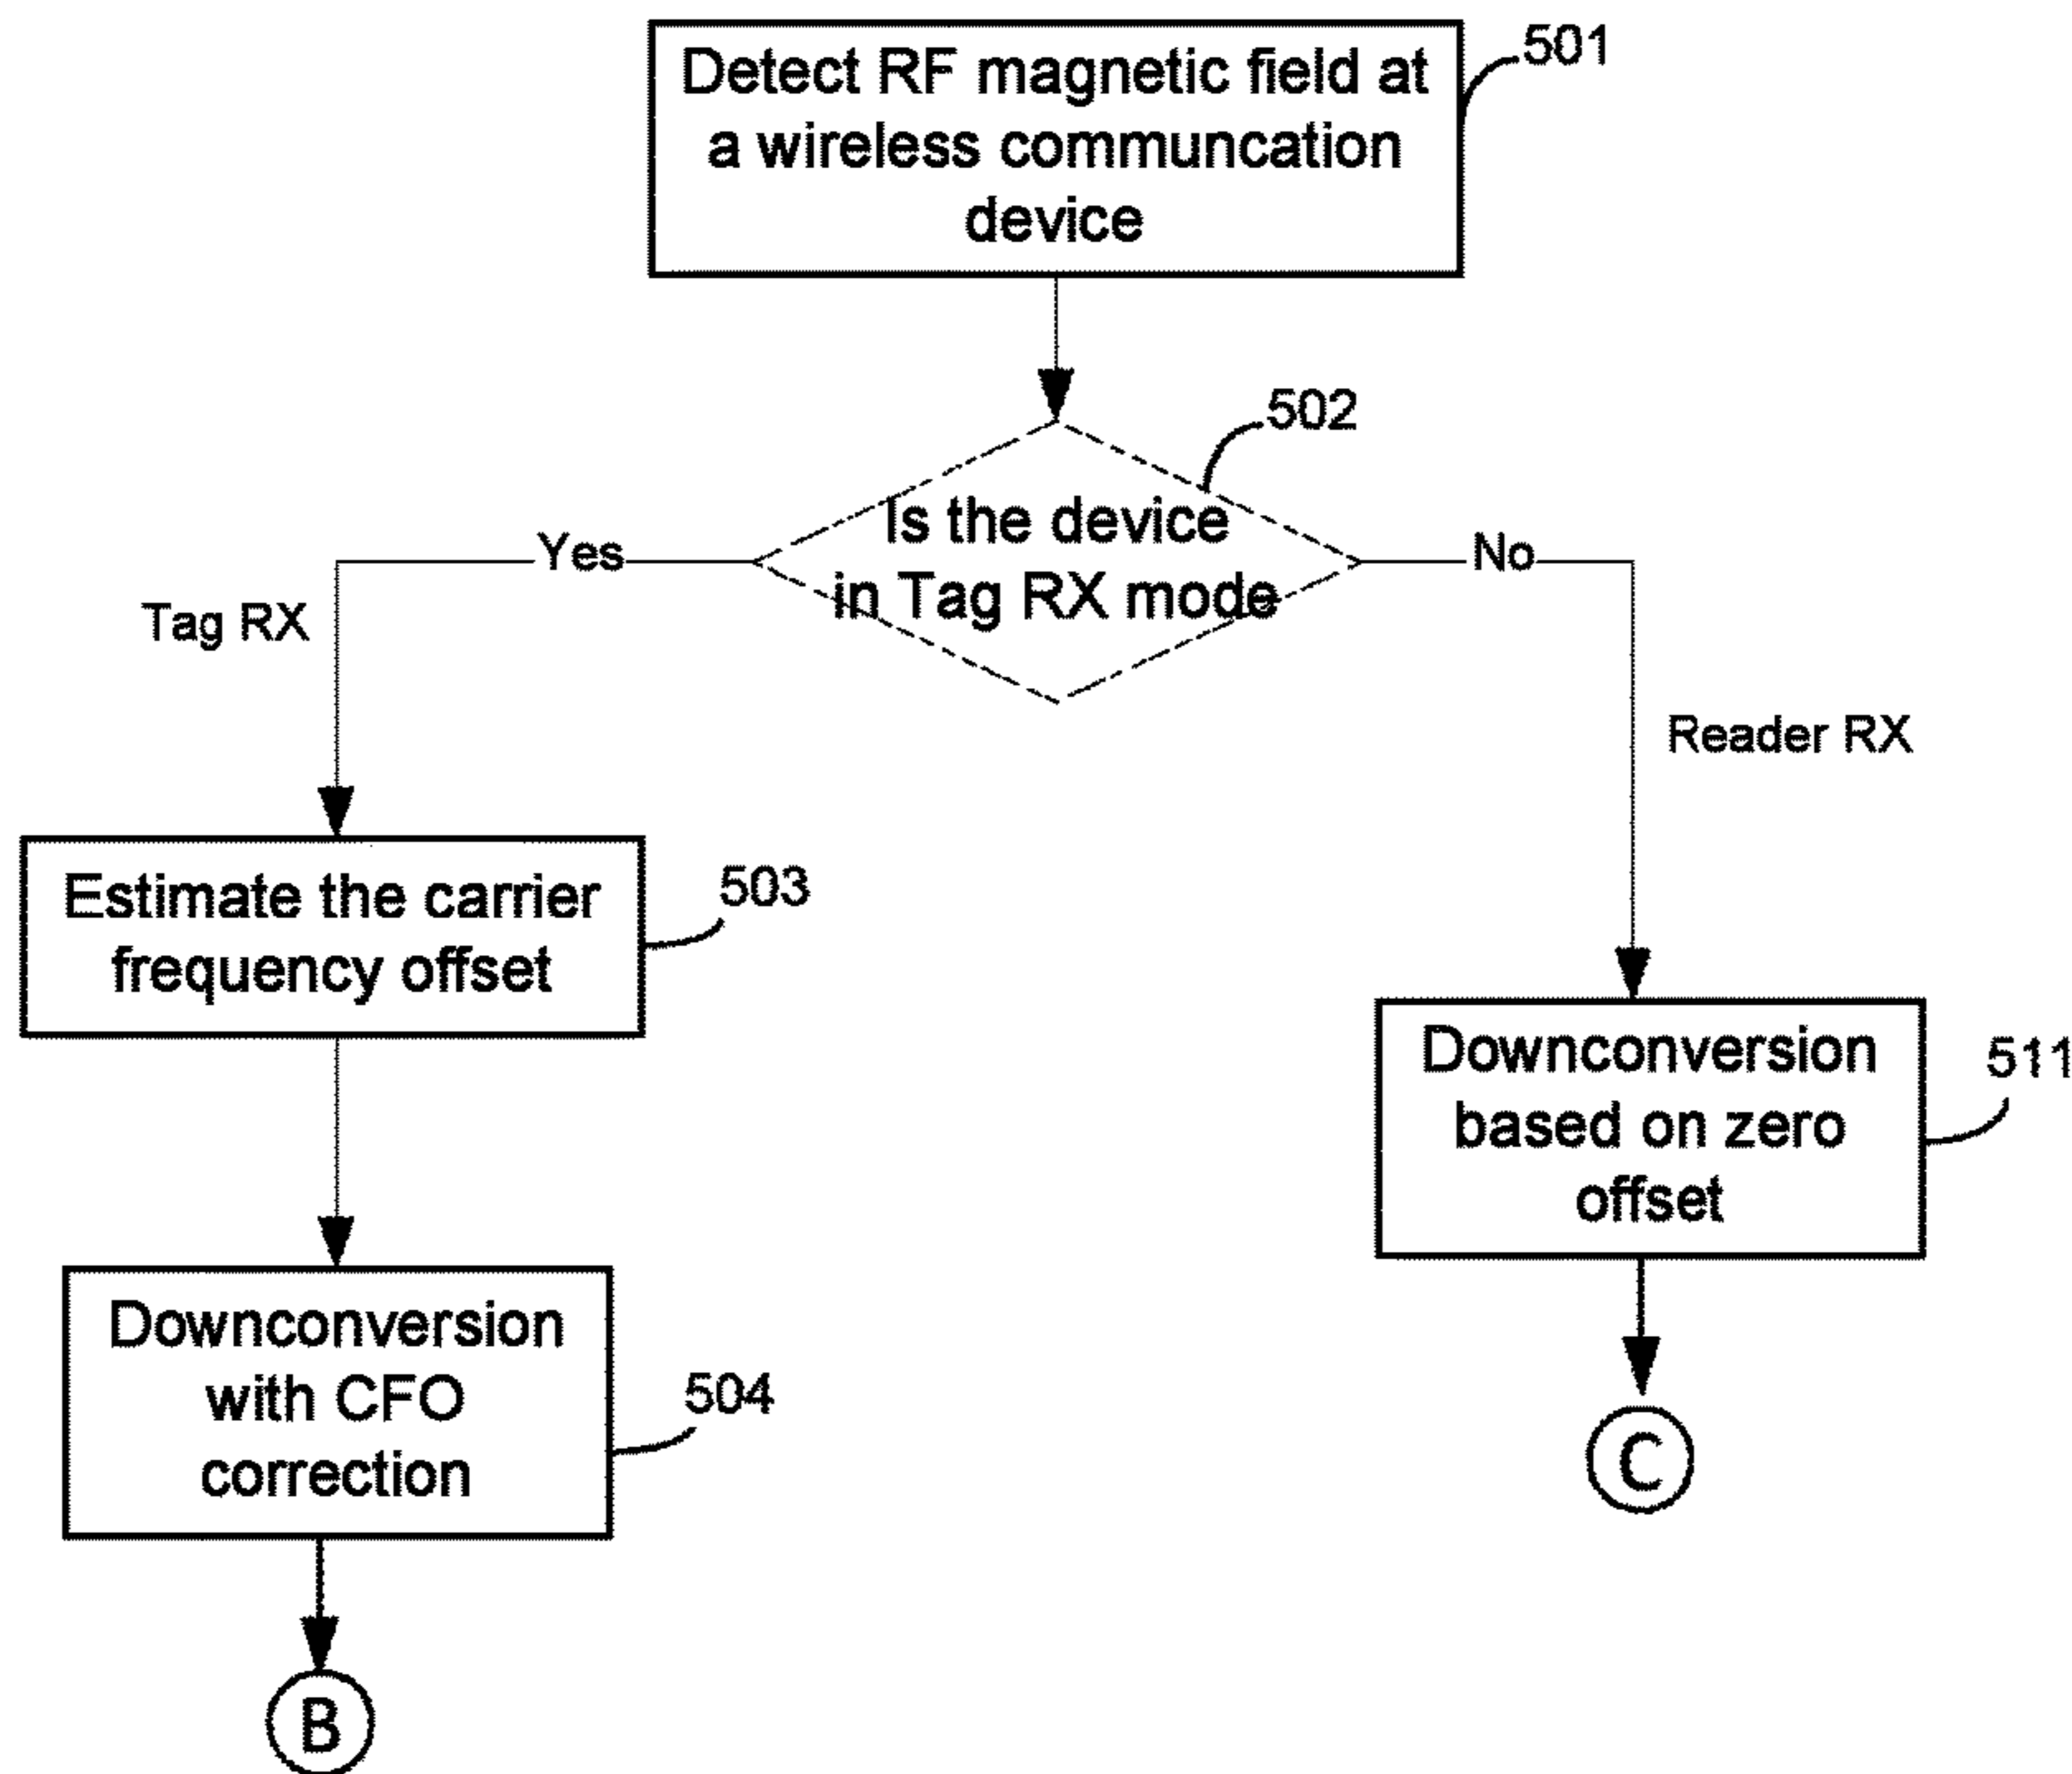 Detect RF magnetic field at
a wireless communcation
device
501
502
Is the device
in Tag RX mode
Yes
No
Tag RX
Reader RX
Estimate the carrier
frequency offset
503
Downconversion
based on zero
offset
511
Downconversion
with CFO
correction
504
C
B